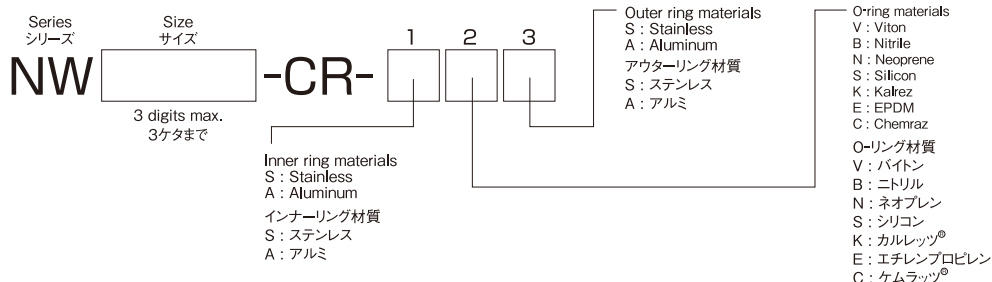 Series
シリーズ
Size
サイズ
NW
-CR-
1
2
3
3 digits max.
3ケタまで
Inner ring materials
S : Stainless
A : Aluminum
インナーリング材質
S : ステンレス
A : アルミ
Outer ring materials
S : Stainless
A : Aluminum
アウターリング材質
S : ステンレス
A : アルミ
O-ring materials
V : Viton
B : Nitrile
N : Neoprene
S : Silicon
K : Kalrez
E : EPDM
C : Chemraz
O-リング材質
V : バイトン
B : ニトリル
N : ネオプレン
S : シリコン
K : カルレッツ®
E : エチレンプロピレン
C : ケムラッツ®